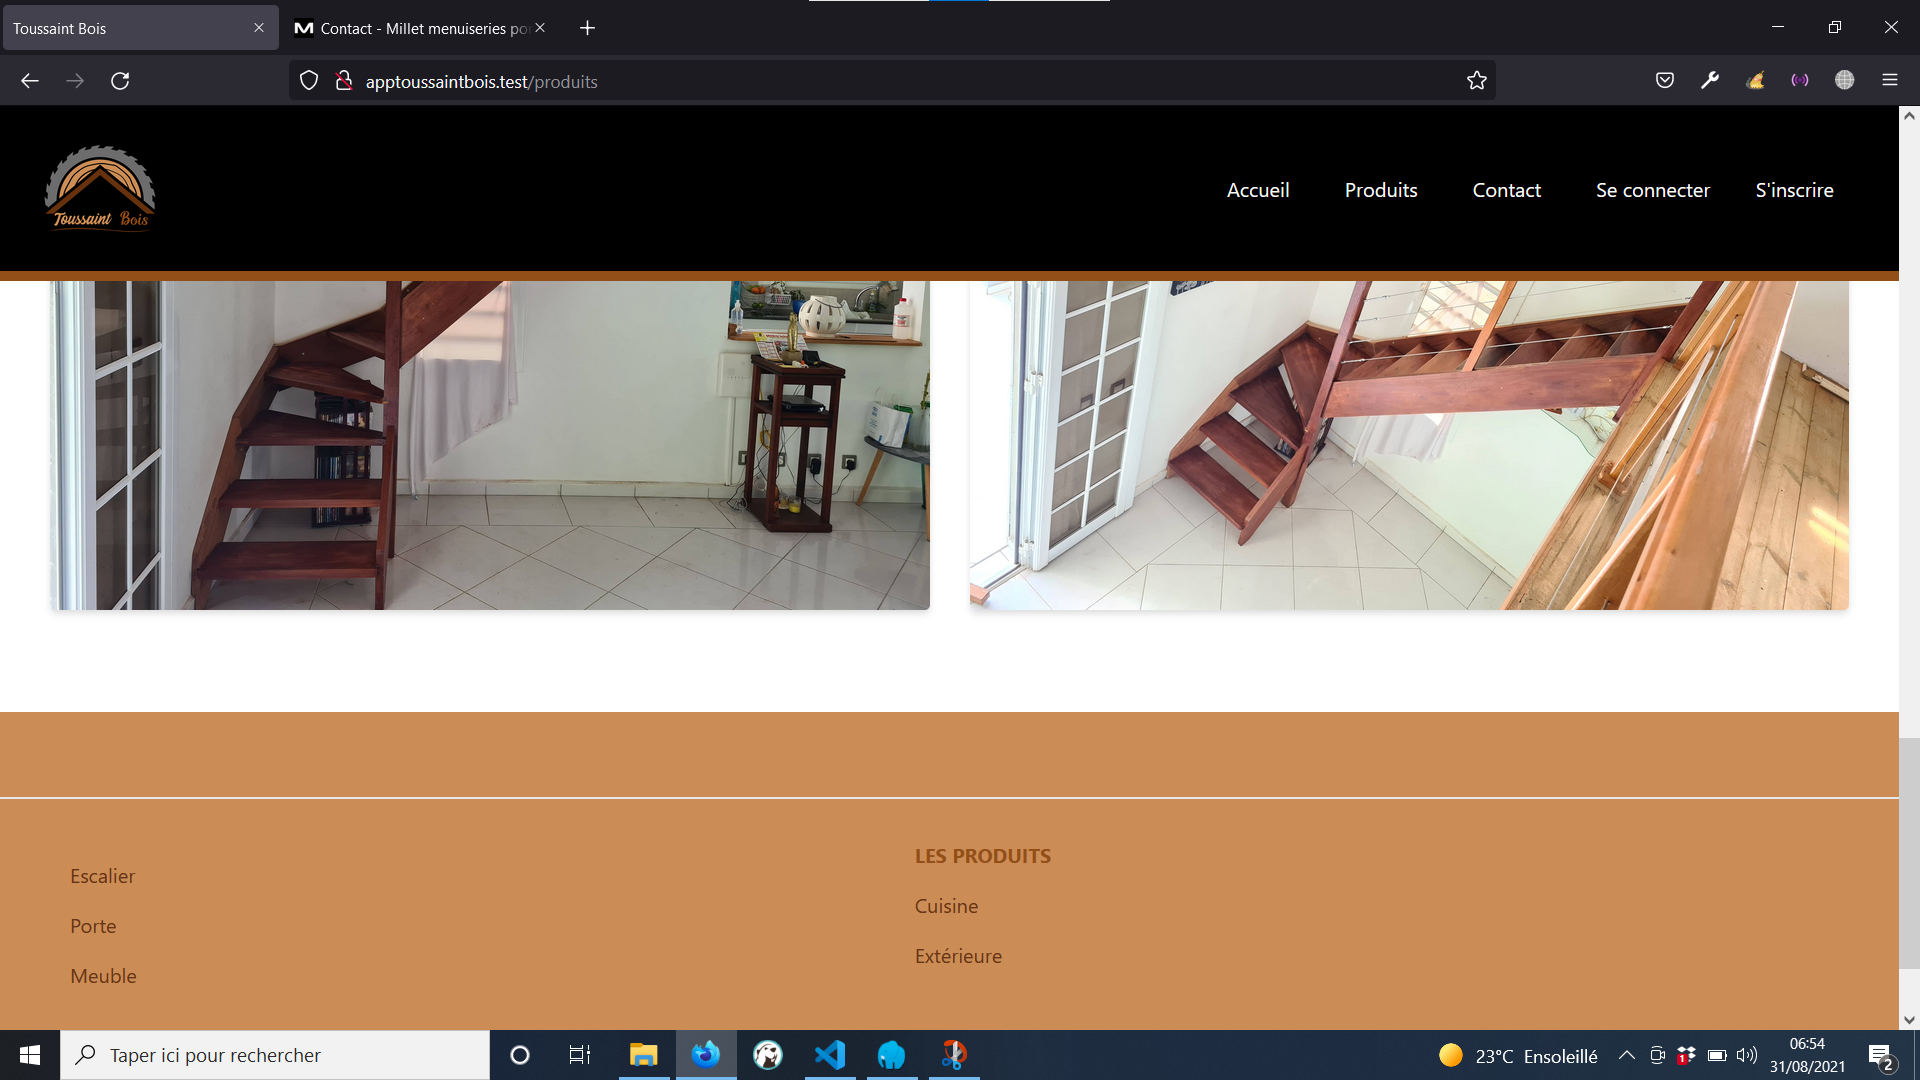 Toussaint Bois
Contact - Millet menuiseries po
apptoussaintbois.test/produits
Toussaint Bois
Accueil
Produits
Contact
Se connecter
S'inscrire
LES PRODUITS
Escalier
Cuisine
Porte
Extérieure
Meuble
Taper ici pour rechercher
23°C Ensoleillé
1
06:54
31/08/2021
2